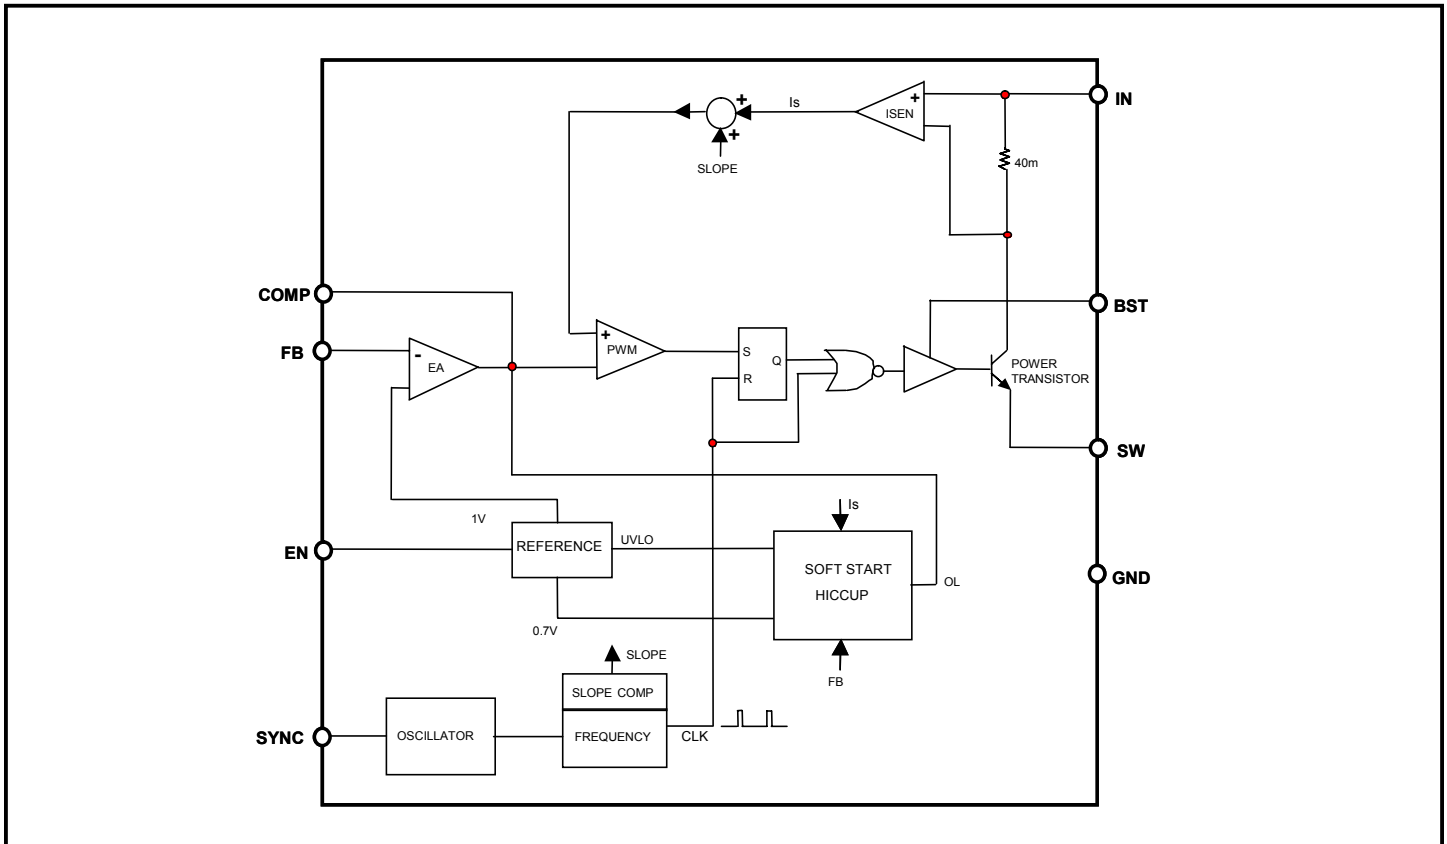 +
IN
Is
+
ISEN
+
40m
SLOPE
COMP
BST
+
FB
-
PWM
S
EA
Q
POWER
R
TRANSISTOR
SW
Is
1V
UVLO
EN
REFERENCE
SOFT START
HICCUP
OL
GND
0.7V
SLOPE
FB
SLOPE COMP
SYNC
OSCILLATOR
FREQUENCY
CLK